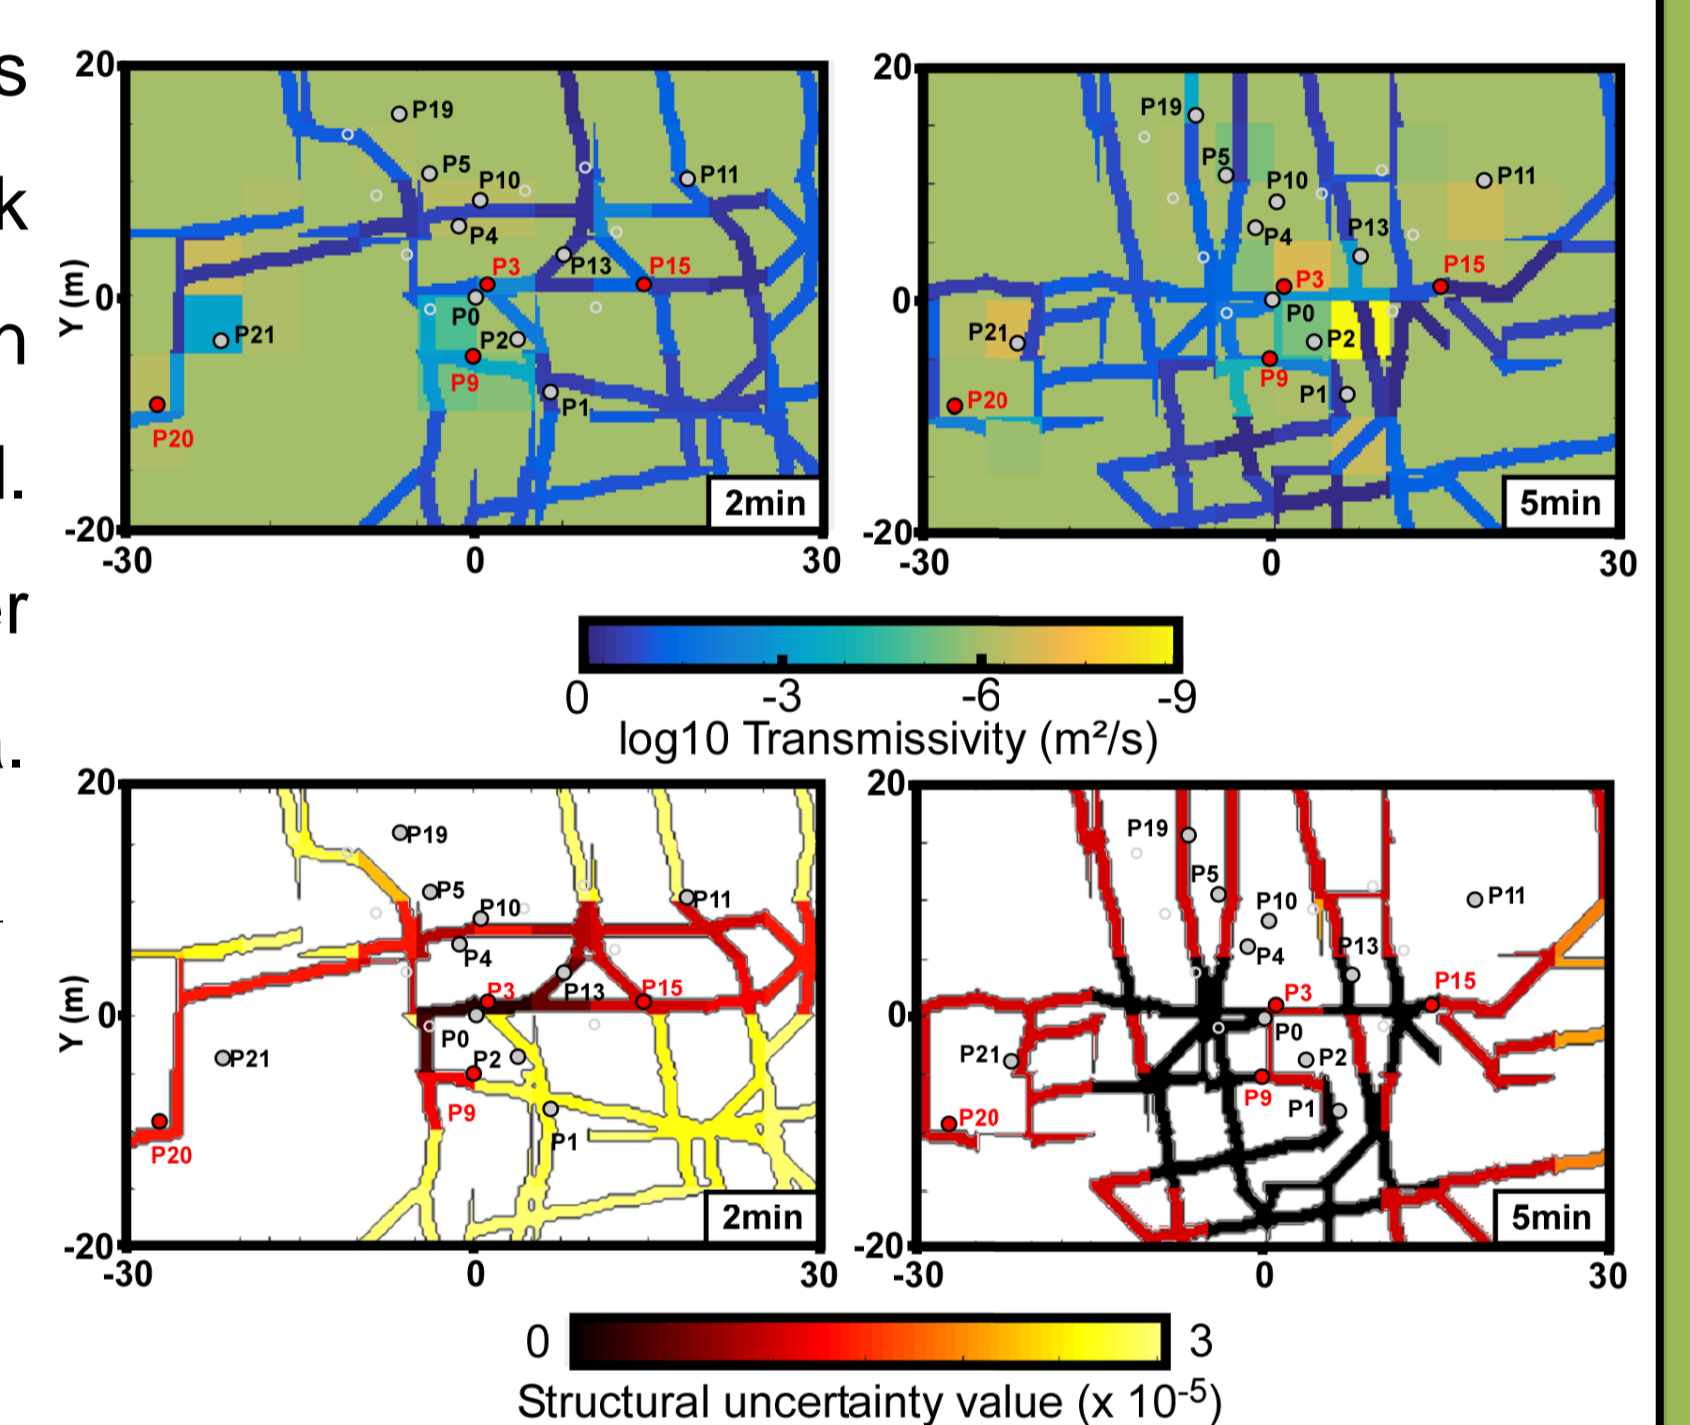 s
k
n
l.
er
a.
20
0
-20
Y (m)
-30
0
30
P19
P5
P10
P11
P4
P3
P13
P15
P0
P21
P2
P9
P1
P20
2min
20
0
-20
-30
0
30
P19
P5
P10
P11
P4
P13
P3
P15
P0
P21
P2
P9
P20
P1
5min
0
-3
-6
-9
log10 Transmissivity (m²/s)
20
0
-20
Y (m)
-30
0
30
P19
P5
P10
P11
P4
P3
P13
P15
P0
P21
P2
P9
P1
P20
2min
20
0
-20
-30
0
30
P19
P5
P10
P11
P4
P13
P3
P15
P0
P21
P2
P9
P1
P20
5min
0
3
Structural uncertainty value (x 10⁻⁵)